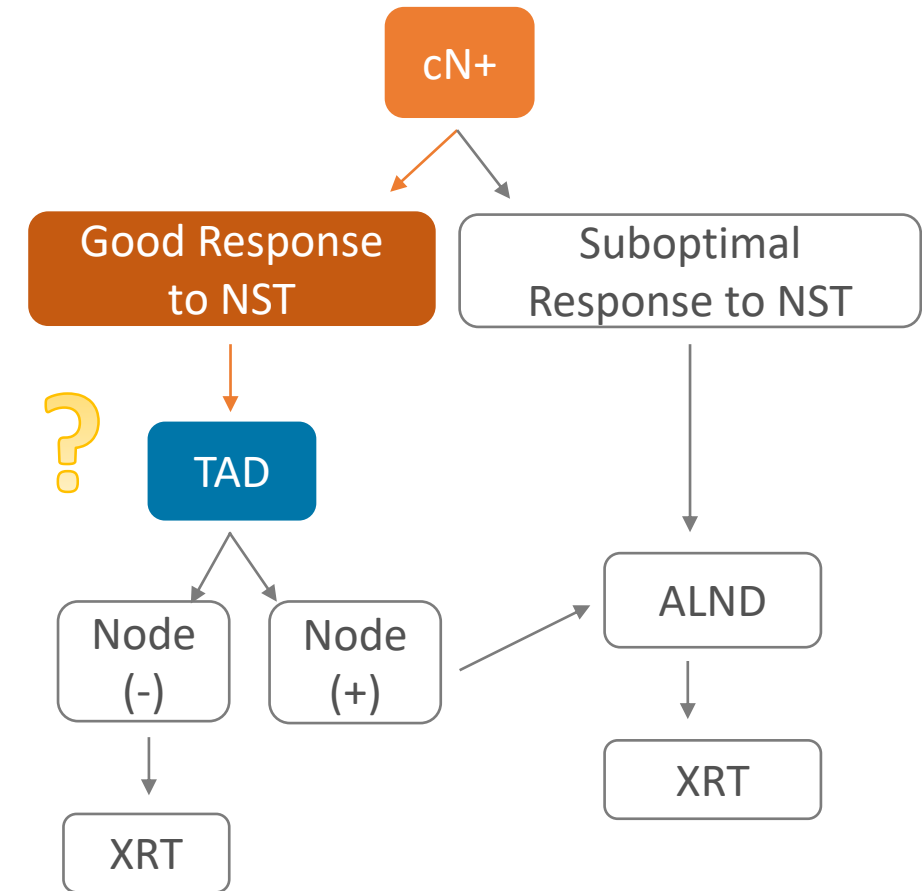 cN+
Good Response
to NST
Suboptimal
Response to NST
?
TAD
Node
(-)
Node
(+)
ALND
XRT
XRT